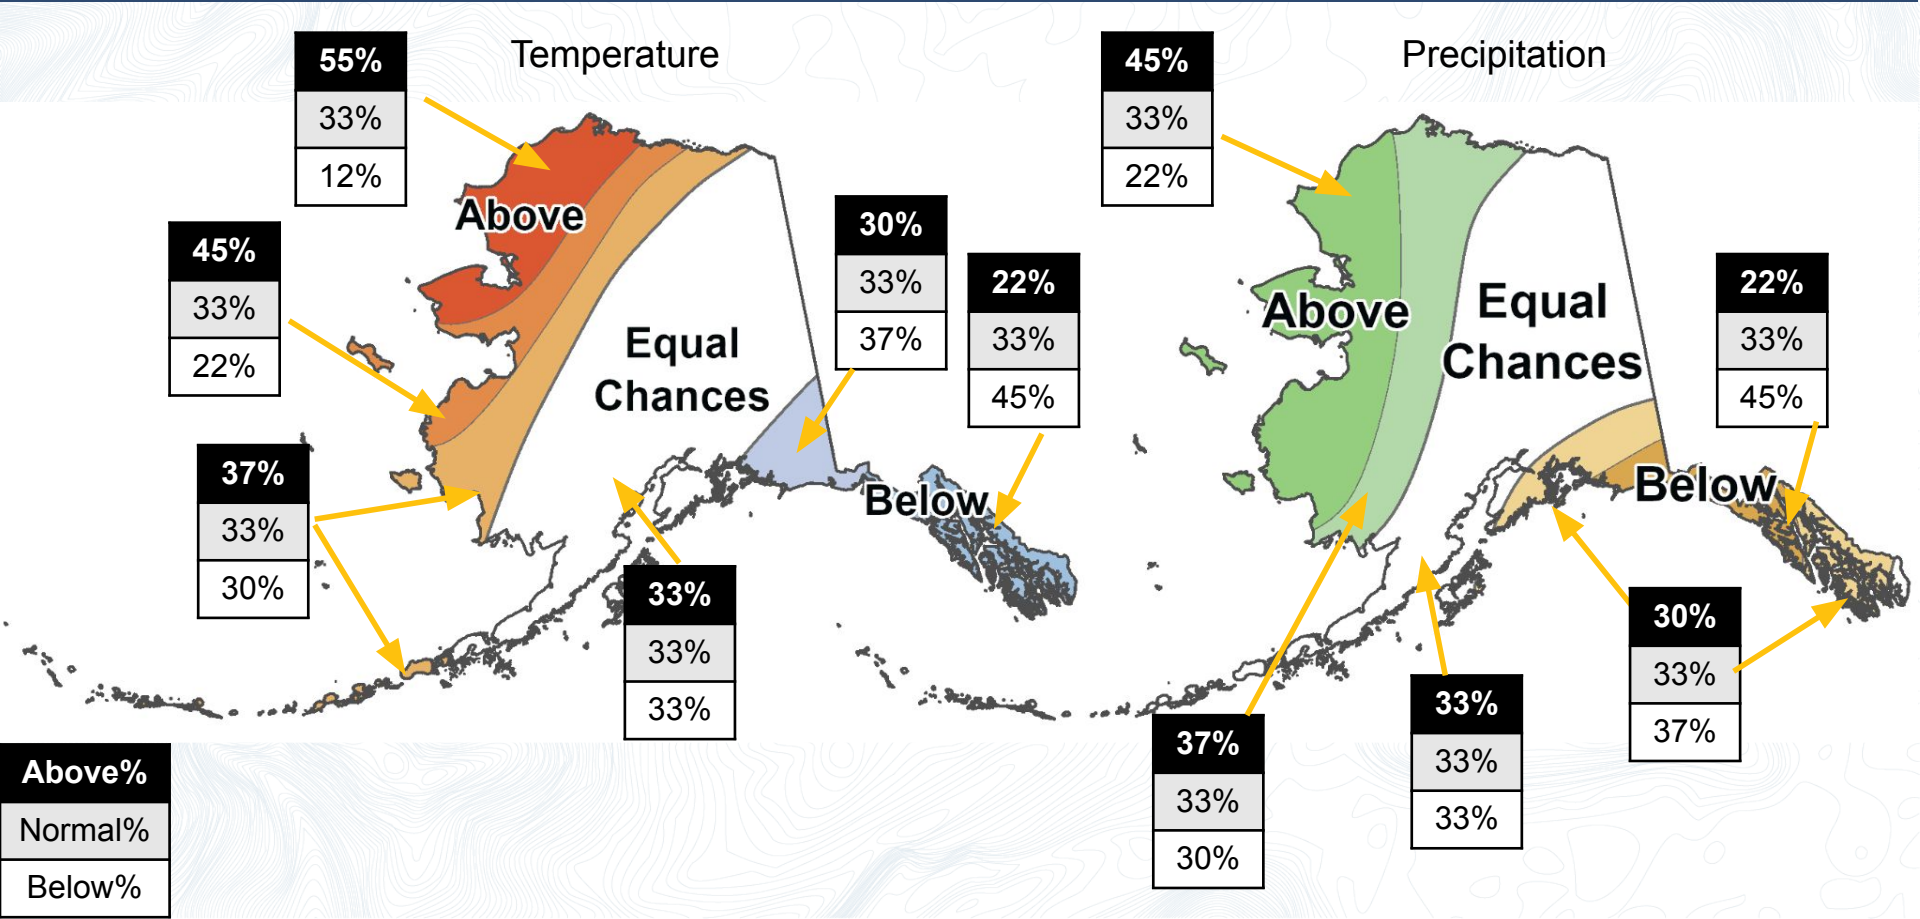 Temperature
55%
33%
12%
Above
45%
33%
22%
37%
33%
30%
Equal
Chances
30%
33%
37%
22%
33%
45%
Below
33%
33%
33%
Precipitation
45%
33%
22%
Above
Equal
Chances
22%
33%
45%
Below
30%
33%
37%
37%
33%
30%
33%
33%
33%
Above%
Normal%
Below%